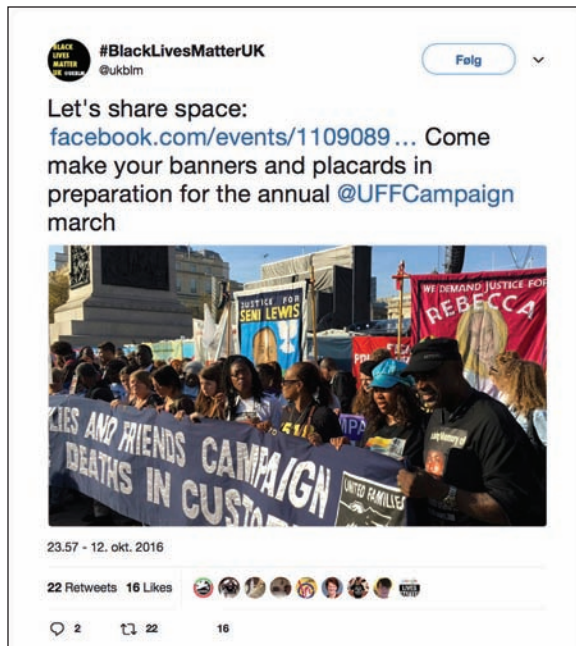 BLACK
LIVES
MATTER
UK @UKBLM
#BlackLivesMatterUK
@ukblm
Følg
Let's share space:
facebook.com/events/1109089 ... Come
make your banners and placards in
preparation for the annual @UFFCampaign
march
JUSTICE FOR
SENI LEWIS
WE DEMAND JUSTICE FOR
REBECCA
LIES AND FRIENDS CAMPAIGN
DEATHS IN CUSTO
UNITED FAMILIES
23.57 - 12. okt. 2016
22 Retweets 16 Likes
2 22 16